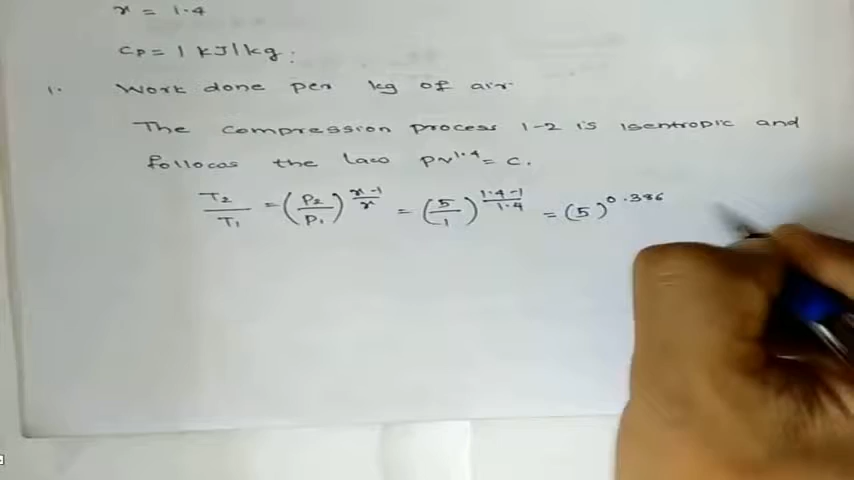 n = 1.4
Cp = 1 kJ/kg.
1. Work done per kg of air
The compression process 1-2 is isentropic and
follows the law pv^1.4 = C.
T2/T1 = (P2/P1)^(n-1/n) = (5/1)^(1.4-1/1.4) = (5)^0.386